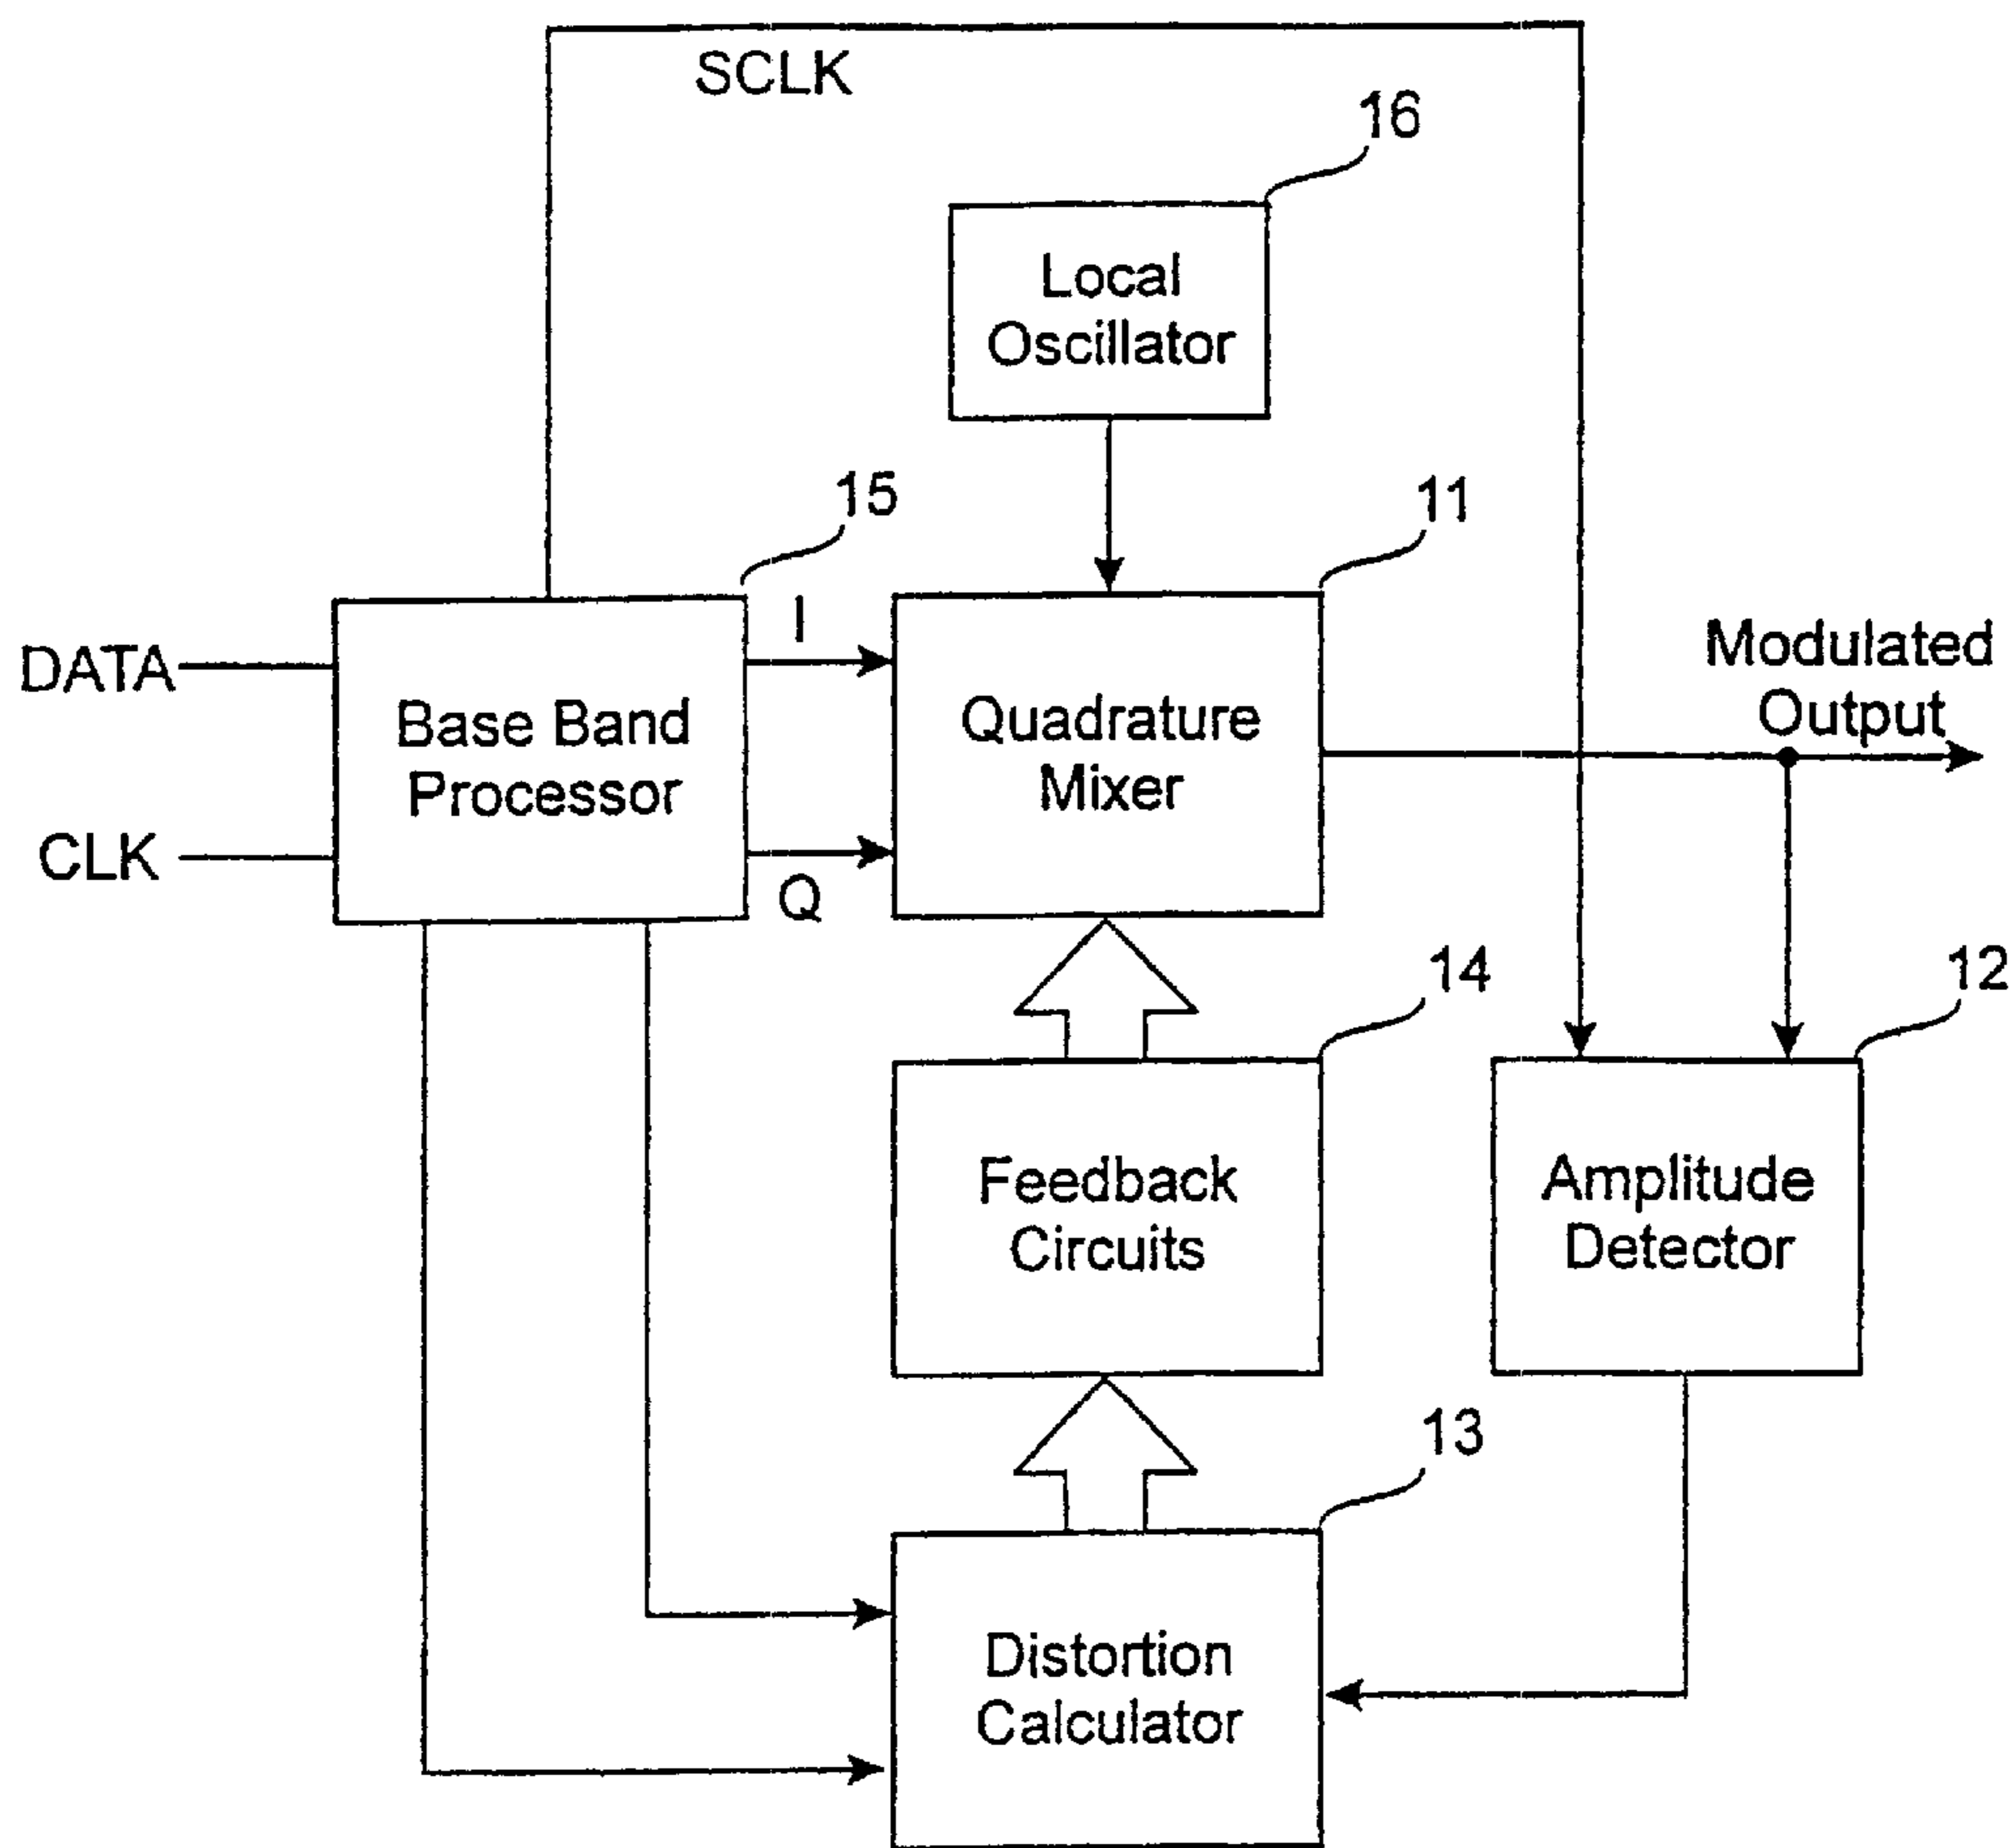 SCLK
16
Local
Oscillator
15
11
I
DATA
Base Band
Processor
Quadrature
Mixer
Modulated
Output
CLK
Q
14
12
Feedback
Circuits
Amplitude
Detector
13
Distortion
Calculator